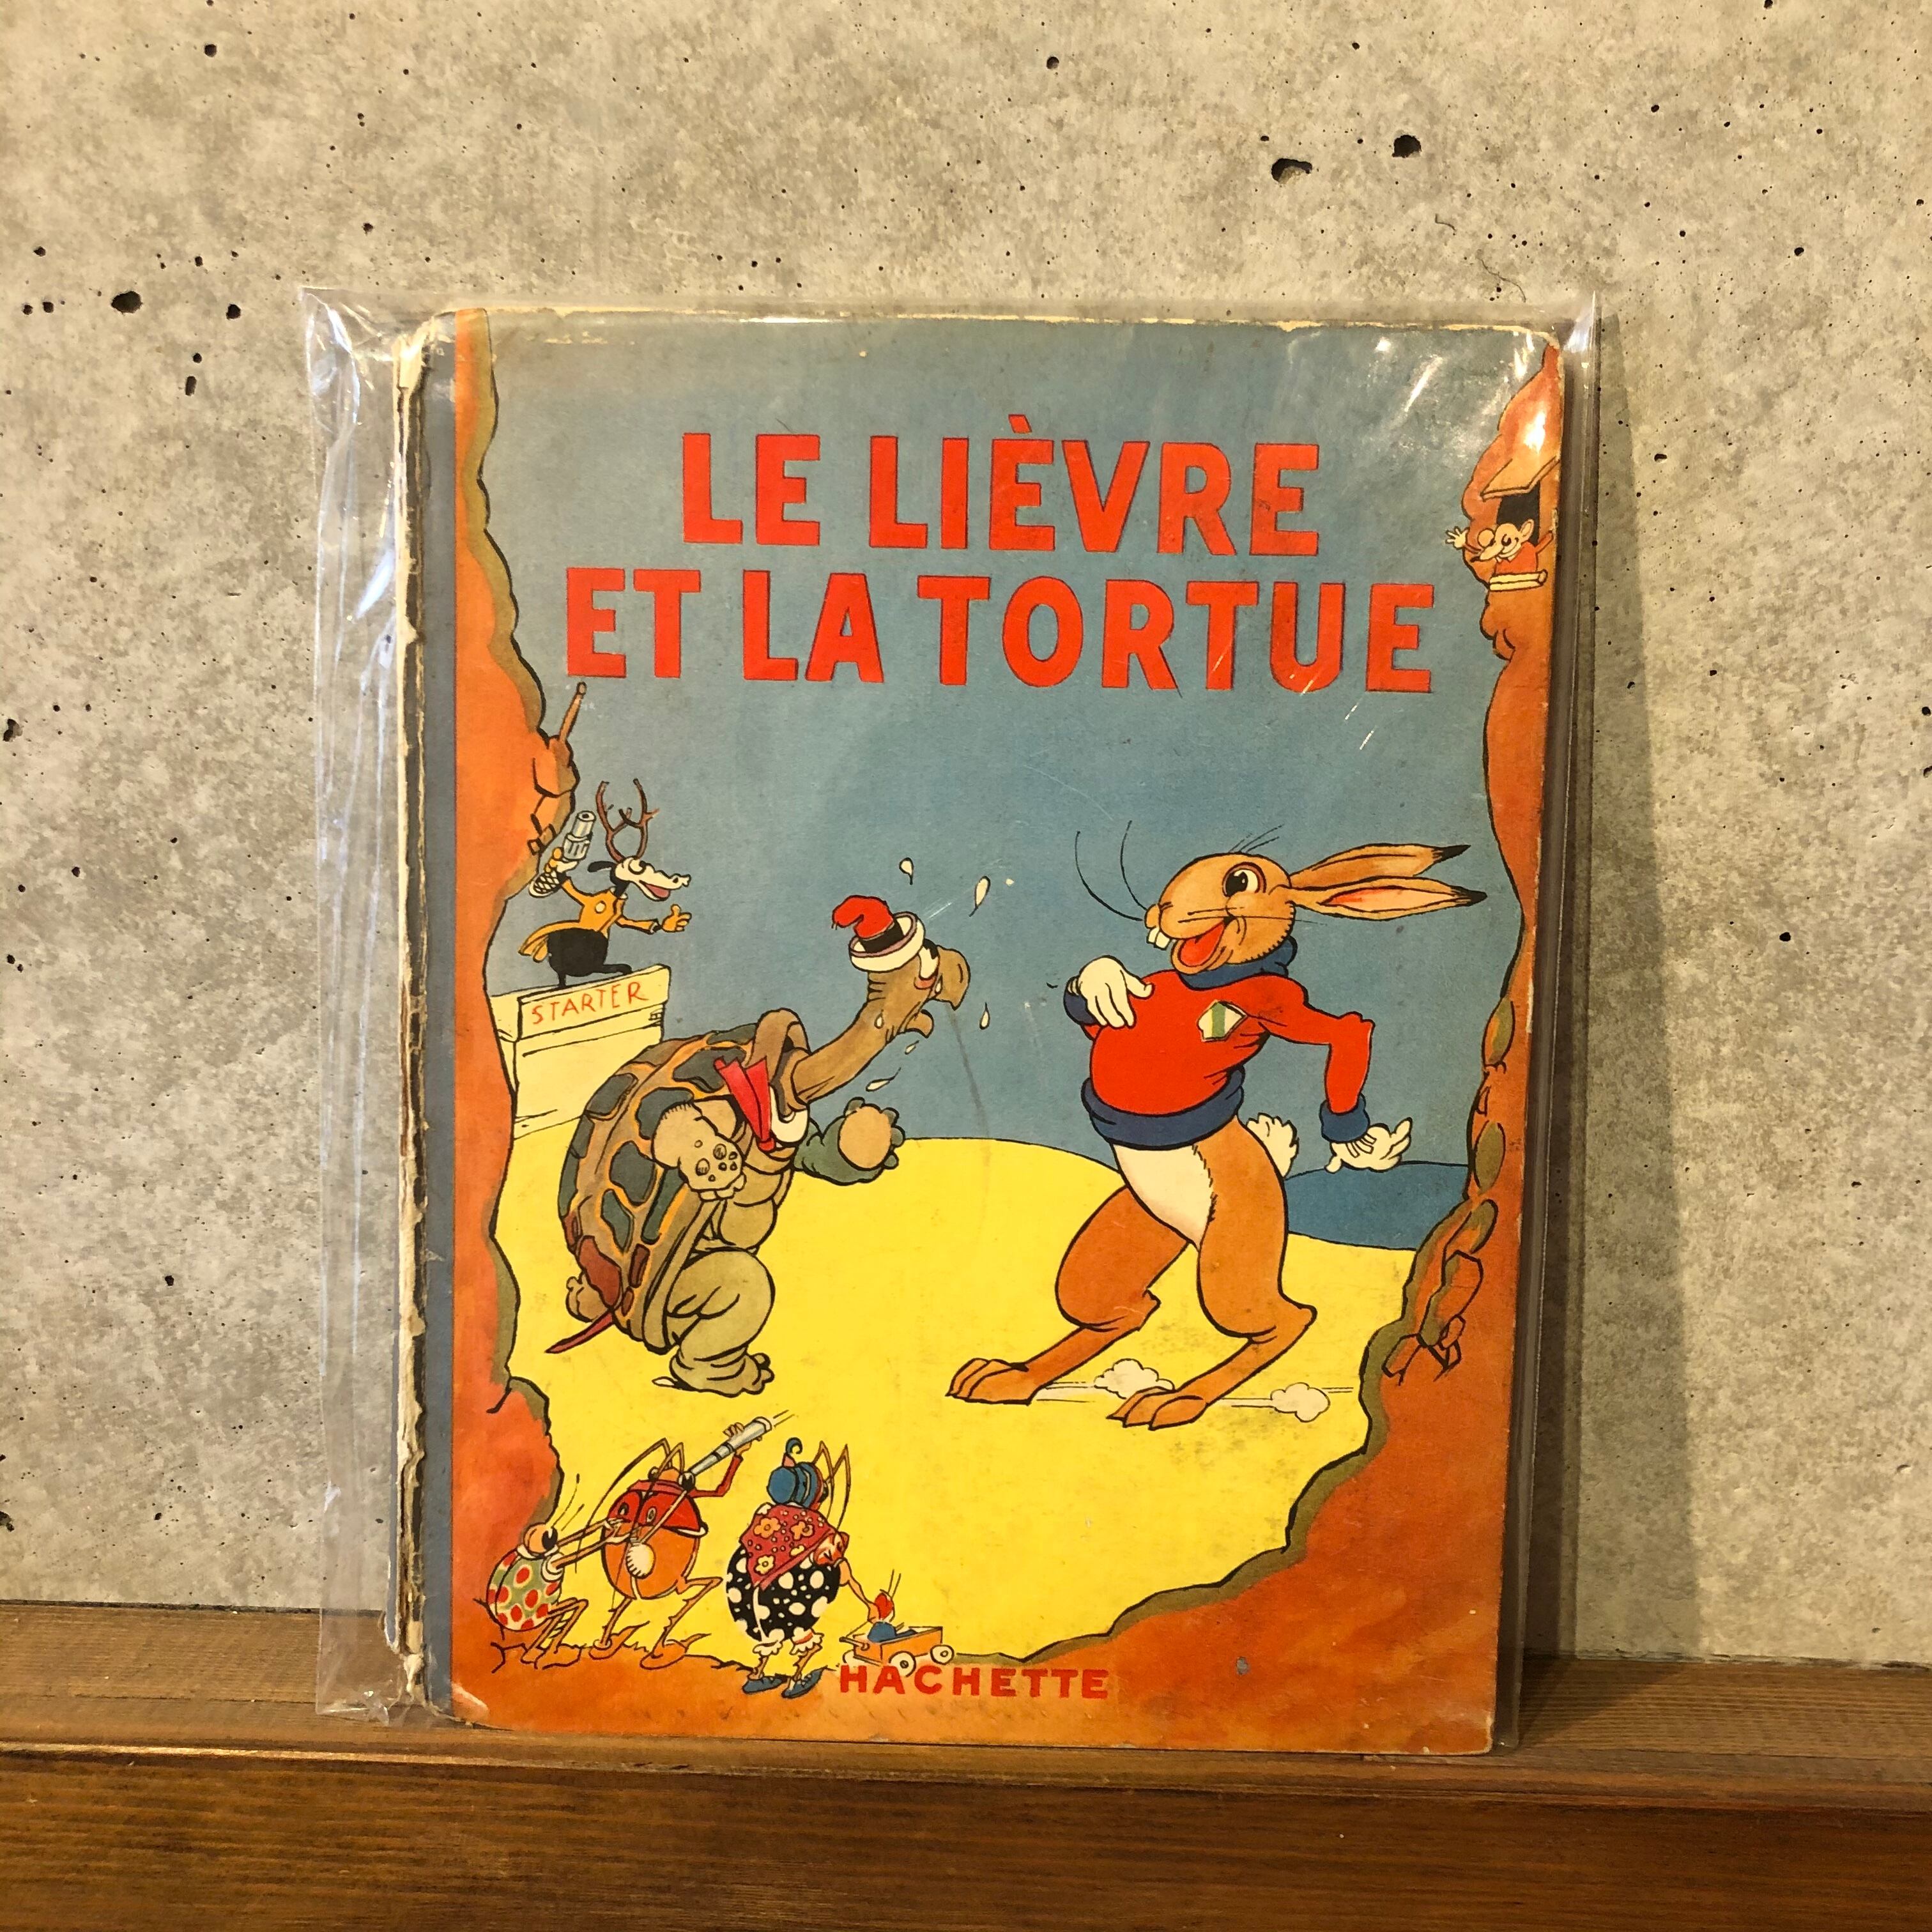 LE LIÈVRE
ET LA TORTUE
STARTER
HACHETTE